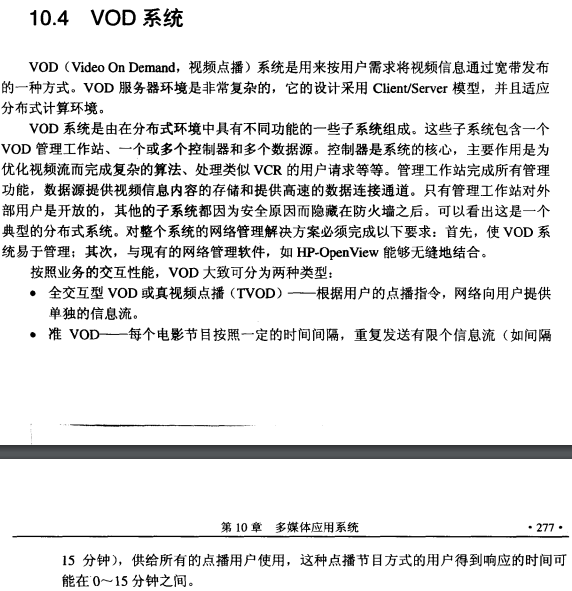 10.4 VOD 系统
VOD（Video On Demand，视频点播）系统是用来按用户需求将视频信息通过宽带发布
的一种方式。VOD 服务器环境是非常复杂的，它的设计采用 Client/Server 模型，并且适应
分布式计算环境。
VOD 系统是由在分布式环境中具有不同功能的一些子系统组成。这些子系统包含一个
VOD 管理工作站、一个或多个控制器和多个数据源。控制器是系统的核心，主要作用是为
优化视频流而完成复杂的算法、处理类似 VCR 的用户请求等等。管理工作站完成所有管理
功能，数据源提供视频信息内容的存储和提供高速的数据连接通道。只有管理工作站对外
部用户是开放的，其他的子系统都因为安全原因而隐藏在防火墙之后。可以看出这是一个
典型的分布式系统。对整个系统的网络管理解决方案必须完成以下要求：首先，使 VOD 系
统易于管理；其次，与现有的网络管理软件，如 HP-OpenView 能够无缝地结合。
按照业务的交互性能，VOD 大致可分为两种类型：
● 全交互型 VOD 或真视频点播（TVOD）——根据用户的点播指令，网络向用户提供
单独的信息流。
● 准 VOD——每个电影节目按照一定的时间间隔，重复发送有限个信息流（如间隔
第 10 章 多媒体应用系统 ·277·
15 分钟），供给所有的点播用户使用，这种点播节目方式的用户得到响应的时间可
能在 0～15 分钟之间。